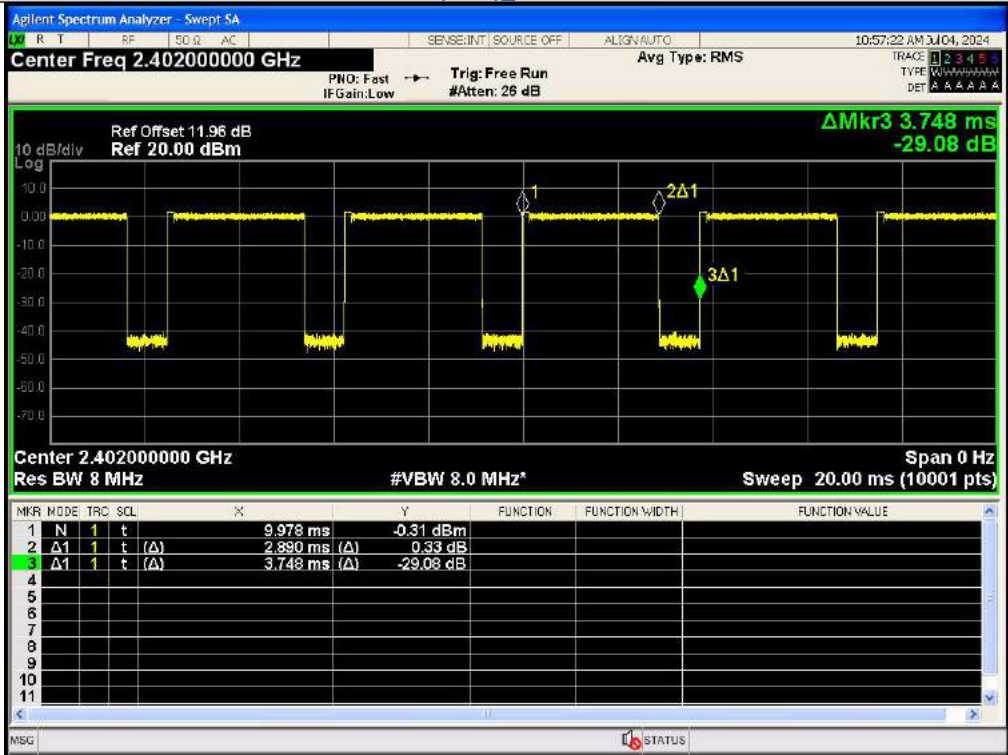 Agilent Spectrum Analyzer - Swept SA
LXI R T RF 50 Ω AC SENSE:INT SOURCE OFF ALIGN AUTO 10:57:22 AM Jul 04, 2024
Center Freq 2.402000000 GHz Avg Type: RMS TRACE 1 2 3 4 5 6
PNO: Fast Trig: Free Run TYPE
IFGain:Low #Atten: 26 dB DET A A A A A A
ΔMkr3 3.748 ms
-29.08 dB
Ref Offset 11.96 dB
10 dB/div Ref 20.00 dBm
Log
10.0
0.00
-10.0
-20.0
-30.0
-40.0
-50.0
-60.0
-70.0
1
2Δ1
3Δ1
Center 2.402000000 GHz Span 0 Hz
Res BW 8 MHz #VBW 8.0 MHz* Sweep 20.00 ms (10001 pts)
MKR MODE TRC SCL X Y FUNCTION FUNCTION WIDTH FUNCTION VALUE
1 N 1 t 9.978 ms -0.31 dBm
2 Δ1 1 t (Δ) 2.890 ms (Δ) 0.33 dB
3 Δ1 1 t (Δ) 3.748 ms (Δ) -29.08 dB
4
5
6
7
8
9
10
11
MSG STATUS